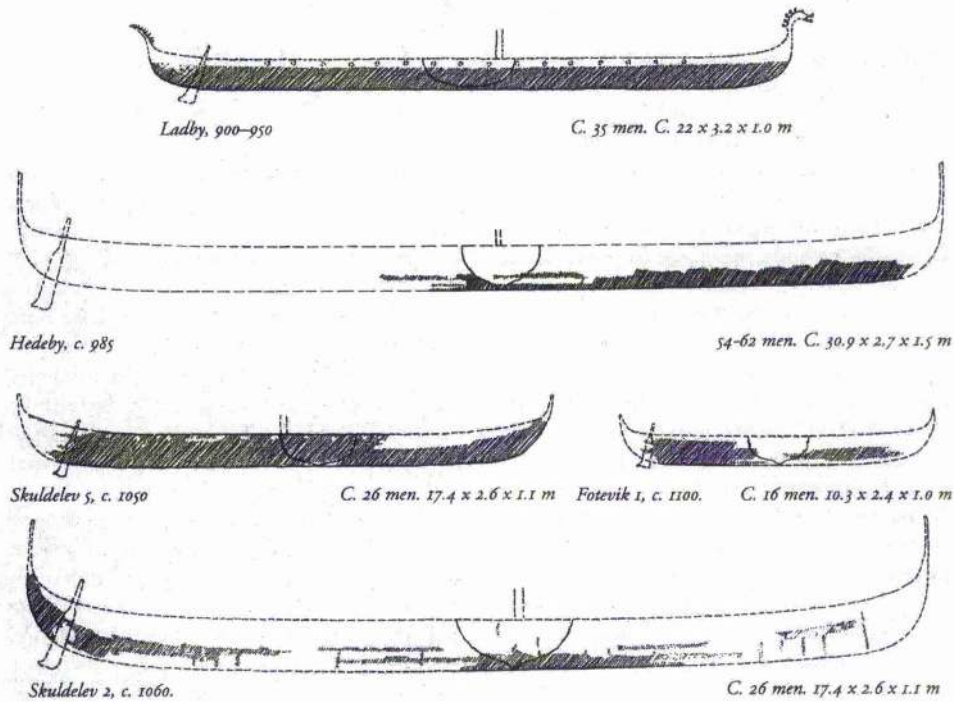 Ladby, 900–950 C. 35 men. C. 22 x 3.2 x 1.0 m
Hedeby, c. 985 54-62 men. C. 30.9 x 2.7 x 1.5 m
Skuldelev 5, c. 1050 C. 26 men. 17.4 x 2.6 x 1.1 m Fotevik 1, c. 1100. C. 16 men. 10.3 x 2.4 x 1.0 m
Skuldelev 2, c. 1060. C. 26 men. 17.4 x 2.6 x 1.1 m